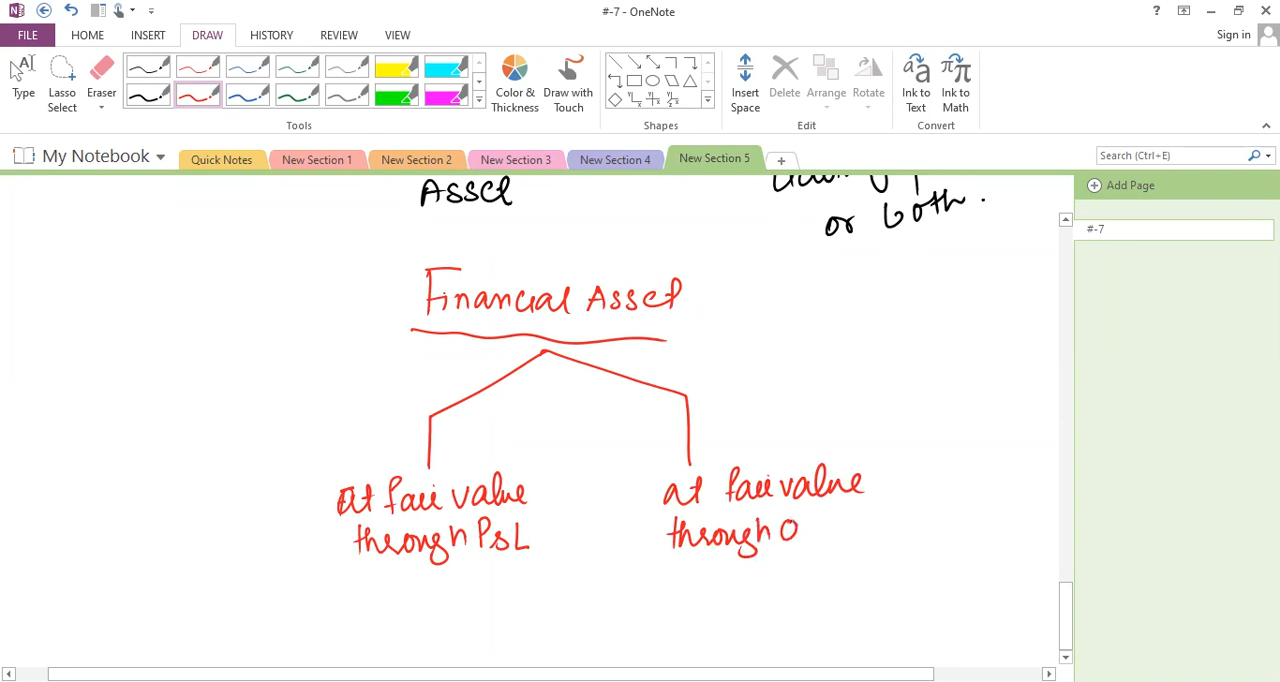 #-7 - OneNote
?
Sign in
FILE HOME INSERT DRAW HISTORY REVIEW VIEW
Type
Lasso Select
Eraser
Color & Thickness
Draw with Touch
Insert Space
Delete
Arrange
Rotate
Ink to Text
Ink to Math
Tools
Shapes
Edit
Convert
My Notebook
Quick Notes
New Section 1
New Section 2
New Section 3
New Section 4
New Section 5
Search (Ctrl+E)
Add Page
#-7
Asset
or both.
Financial Asset
at fair value
through P&L
at fair value
through O